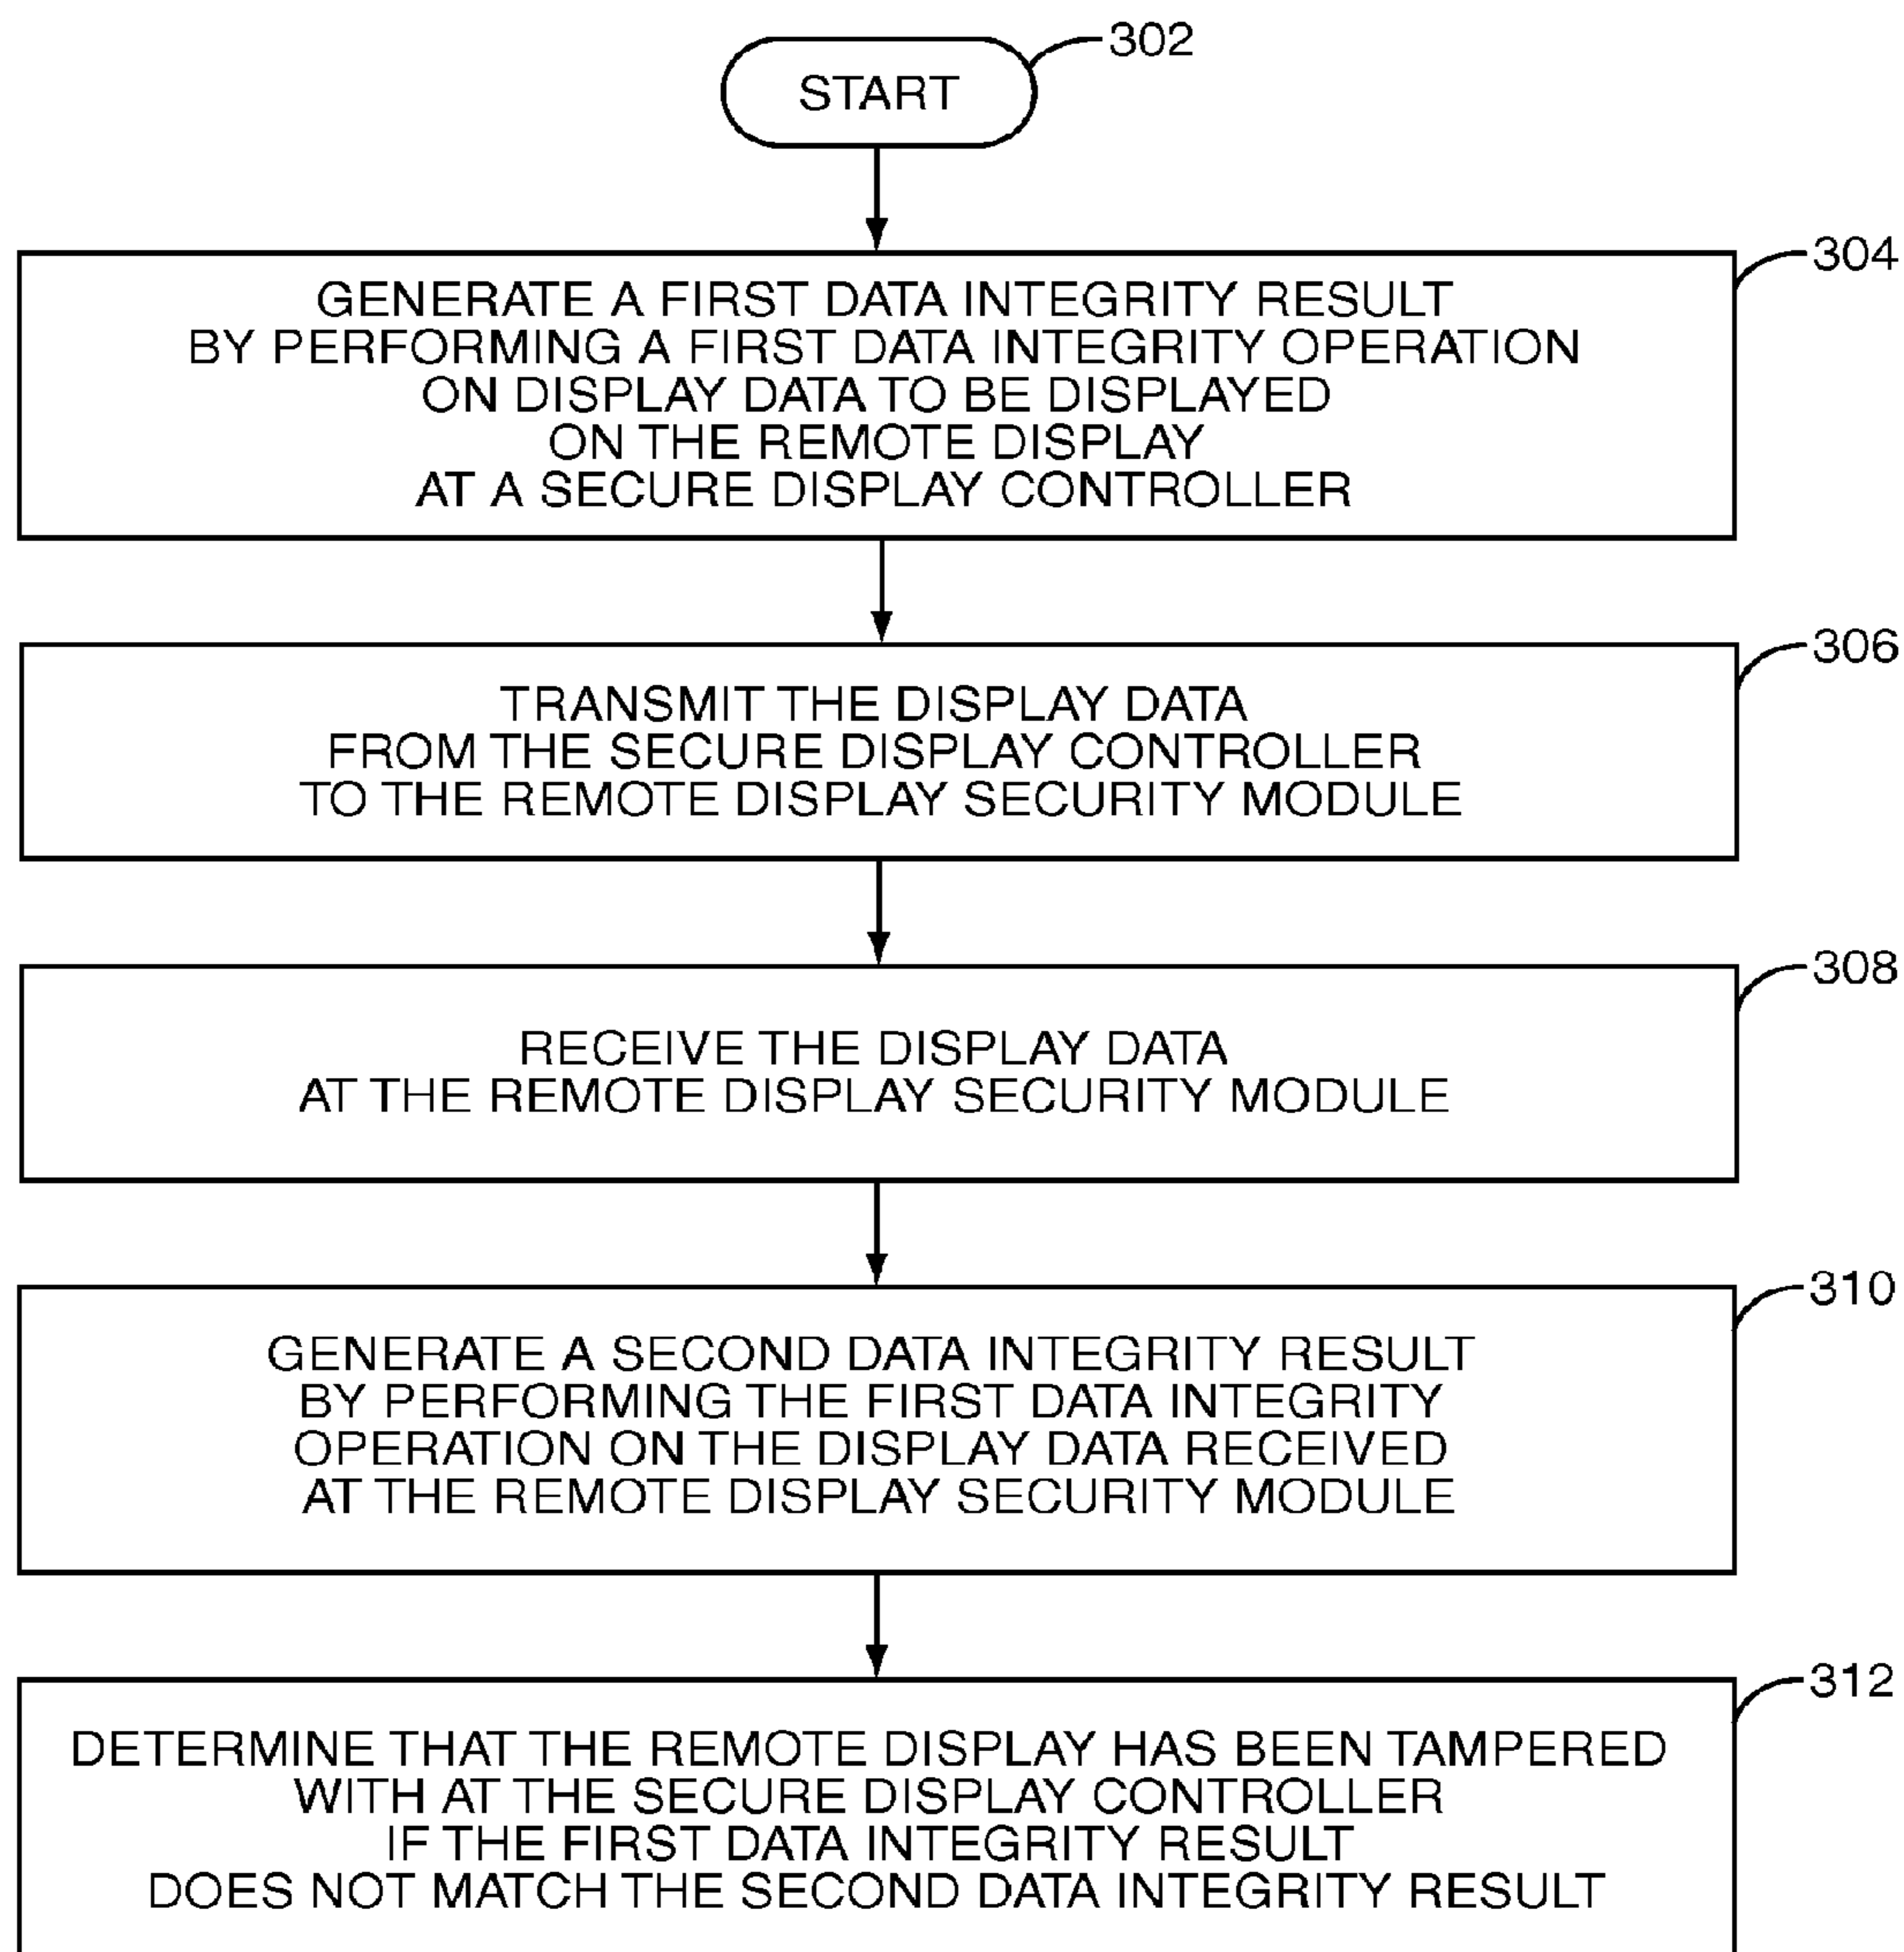 302
START
304
GENERATE A FIRST DATA INTEGRITY RESULT
BY PERFORMING A FIRST DATA INTEGRITY OPERATION
ON DISPLAY DATA TO BE DISPLAYED
ON THE REMOTE DISPLAY
AT A SECURE DISPLAY CONTROLLER
306
TRANSMIT THE DISPLAY DATA
FROM THE SECURE DISPLAY CONTROLLER
TO THE REMOTE DISPLAY SECURITY MODULE
308
RECEIVE THE DISPLAY DATA
AT THE REMOTE DISPLAY SECURITY MODULE
310
GENERATE A SECOND DATA INTEGRITY RESULT
BY PERFORMING THE FIRST DATA INTEGRITY
OPERATION ON THE DISPLAY DATA RECEIVED
AT THE REMOTE DISPLAY SECURITY MODULE
312
DETERMINE THAT THE REMOTE DISPLAY HAS BEEN TAMPERED
WITH AT THE SECURE DISPLAY CONTROLLER
IF THE FIRST DATA INTEGRITY RESULT
DOES NOT MATCH THE SECOND DATA INTEGRITY RESULT